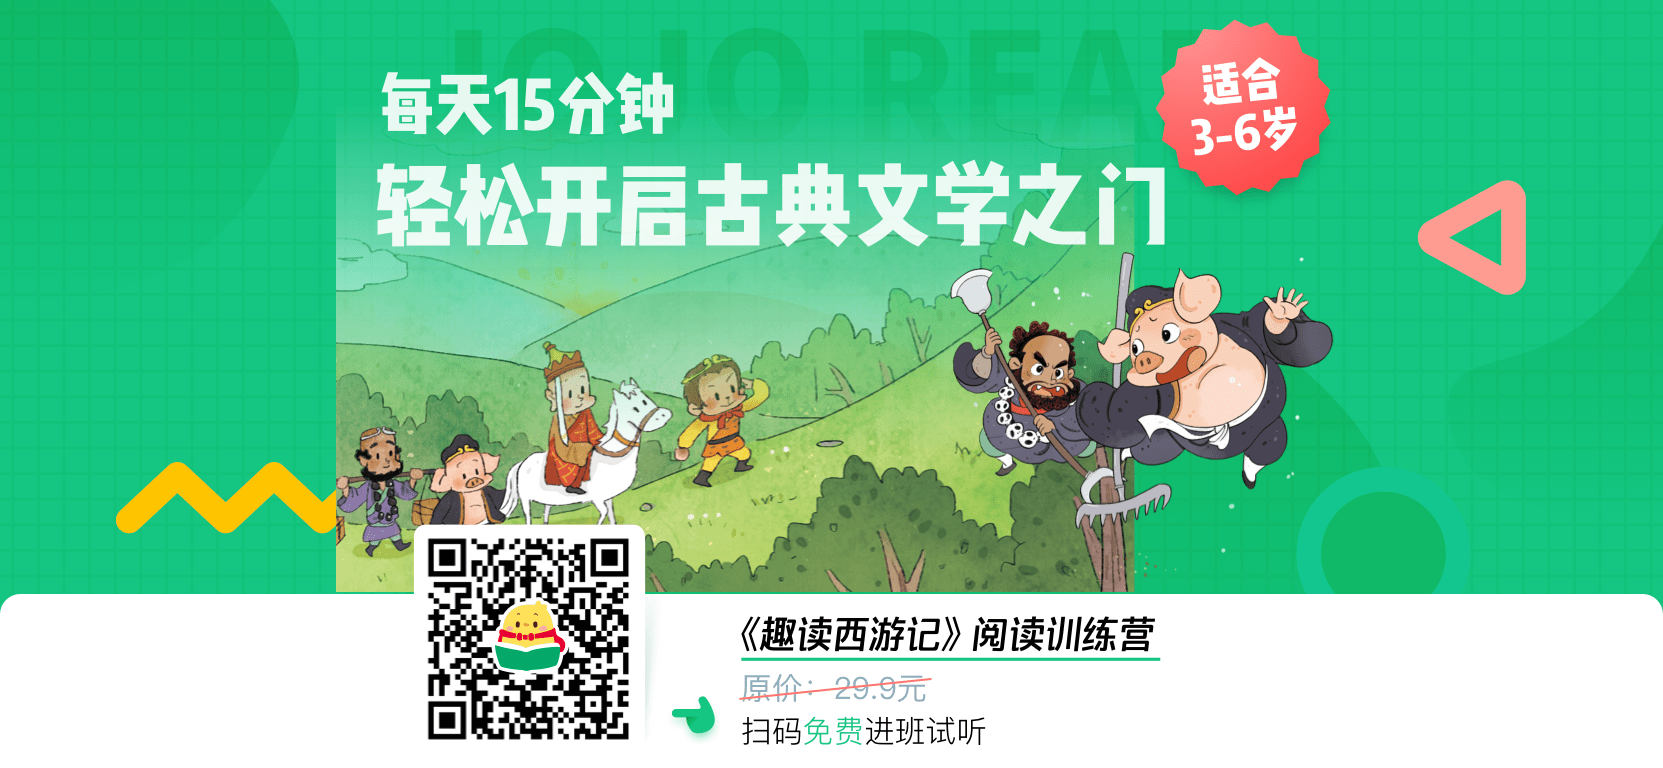 JOJO REA
每天15分钟
轻松开启古典文学之门
适合
3-6岁
《趣读西游记》阅读训练营
原价：29.9元
扫码免费进班试听